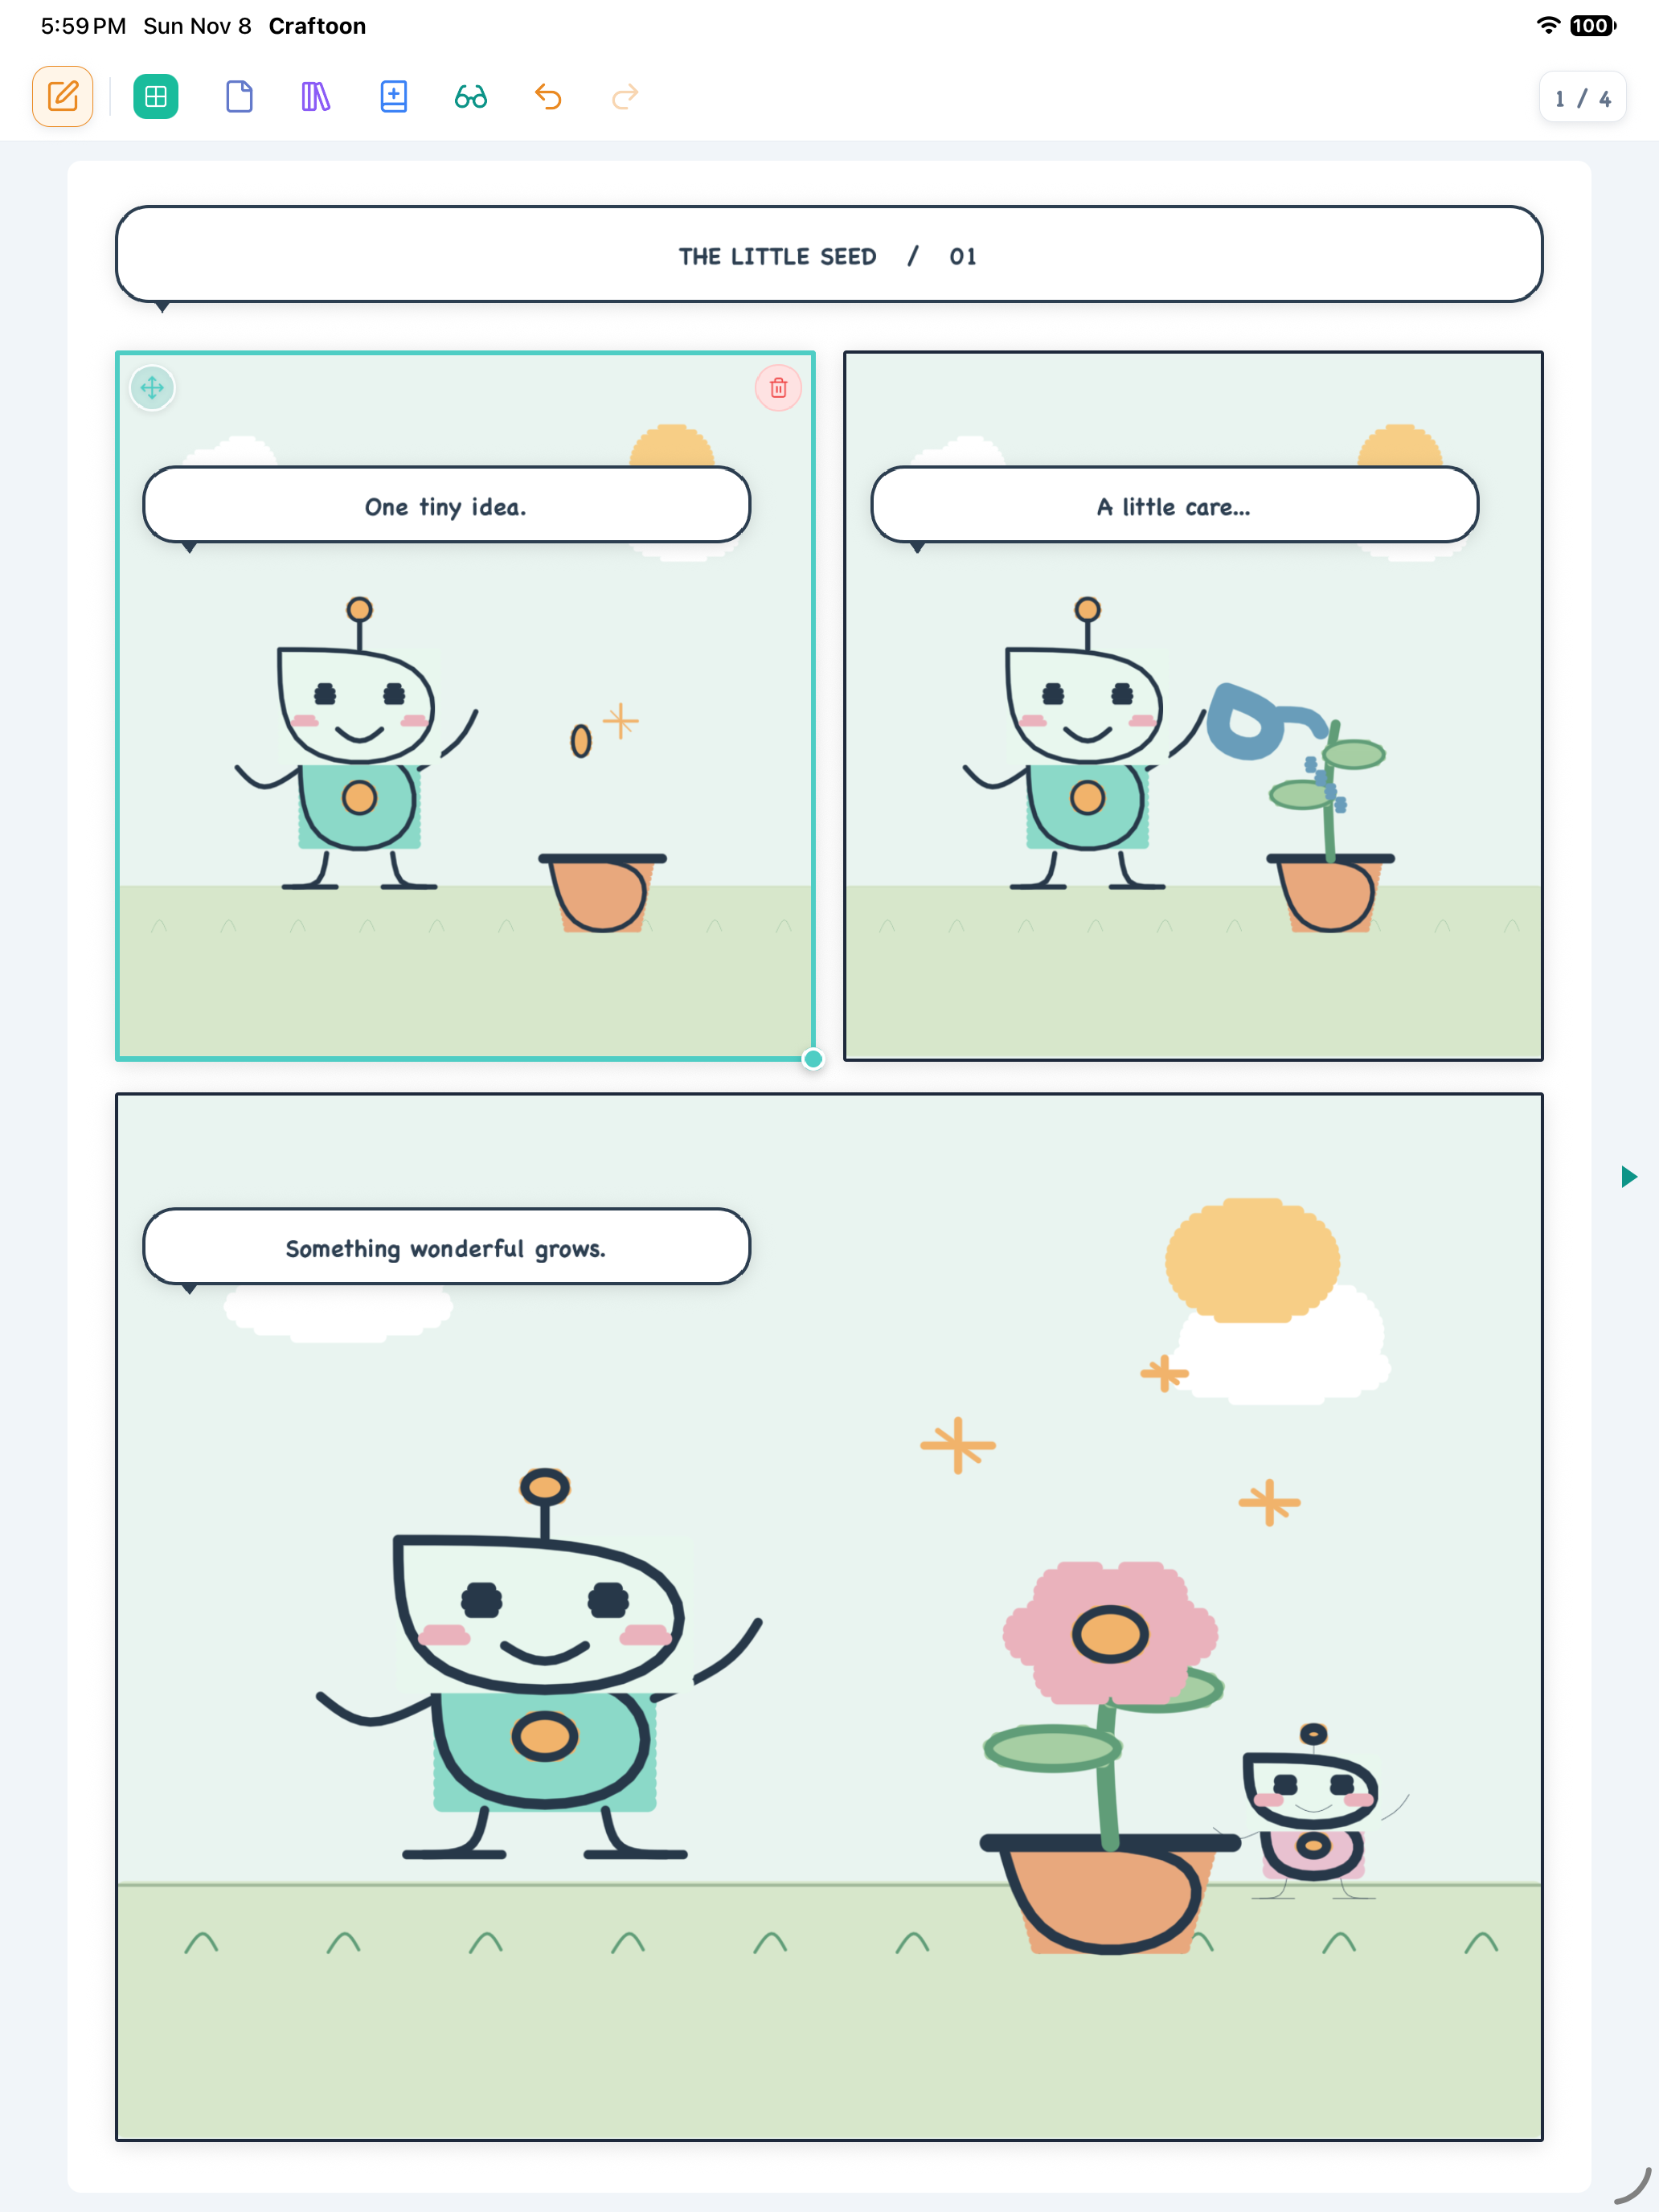 5:59 PM Sun Nov 8 Craftoon 100
1 / 4
THE LITTLE SEED / 01
One tiny idea.
A little care...
Something wonderful grows.